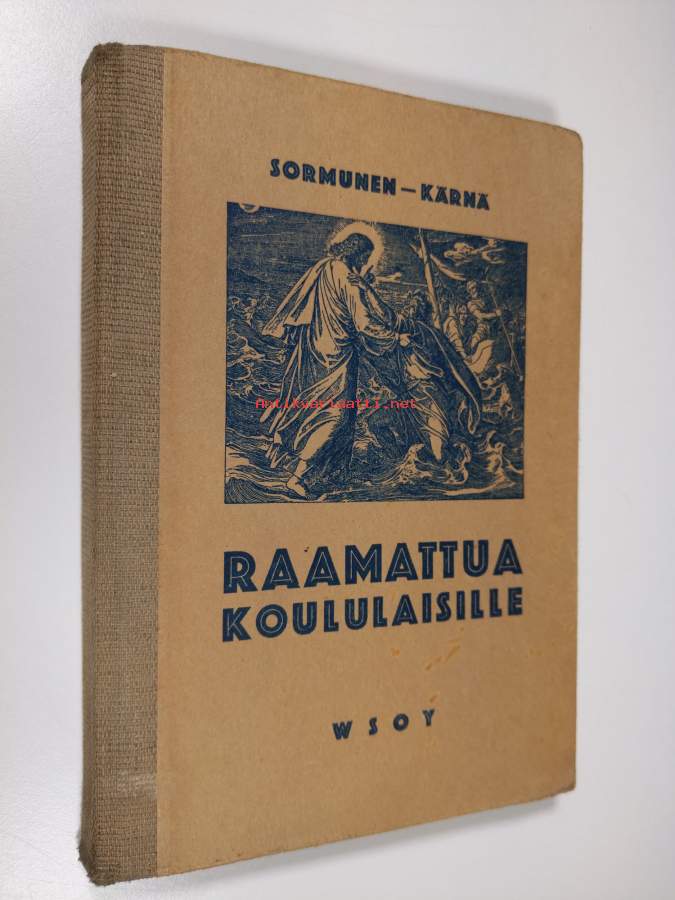 SORMUNEN – KÄRNÄ
Antikvariaatti.net
RAAMATTUA
KOULULAISILLE
WSOY